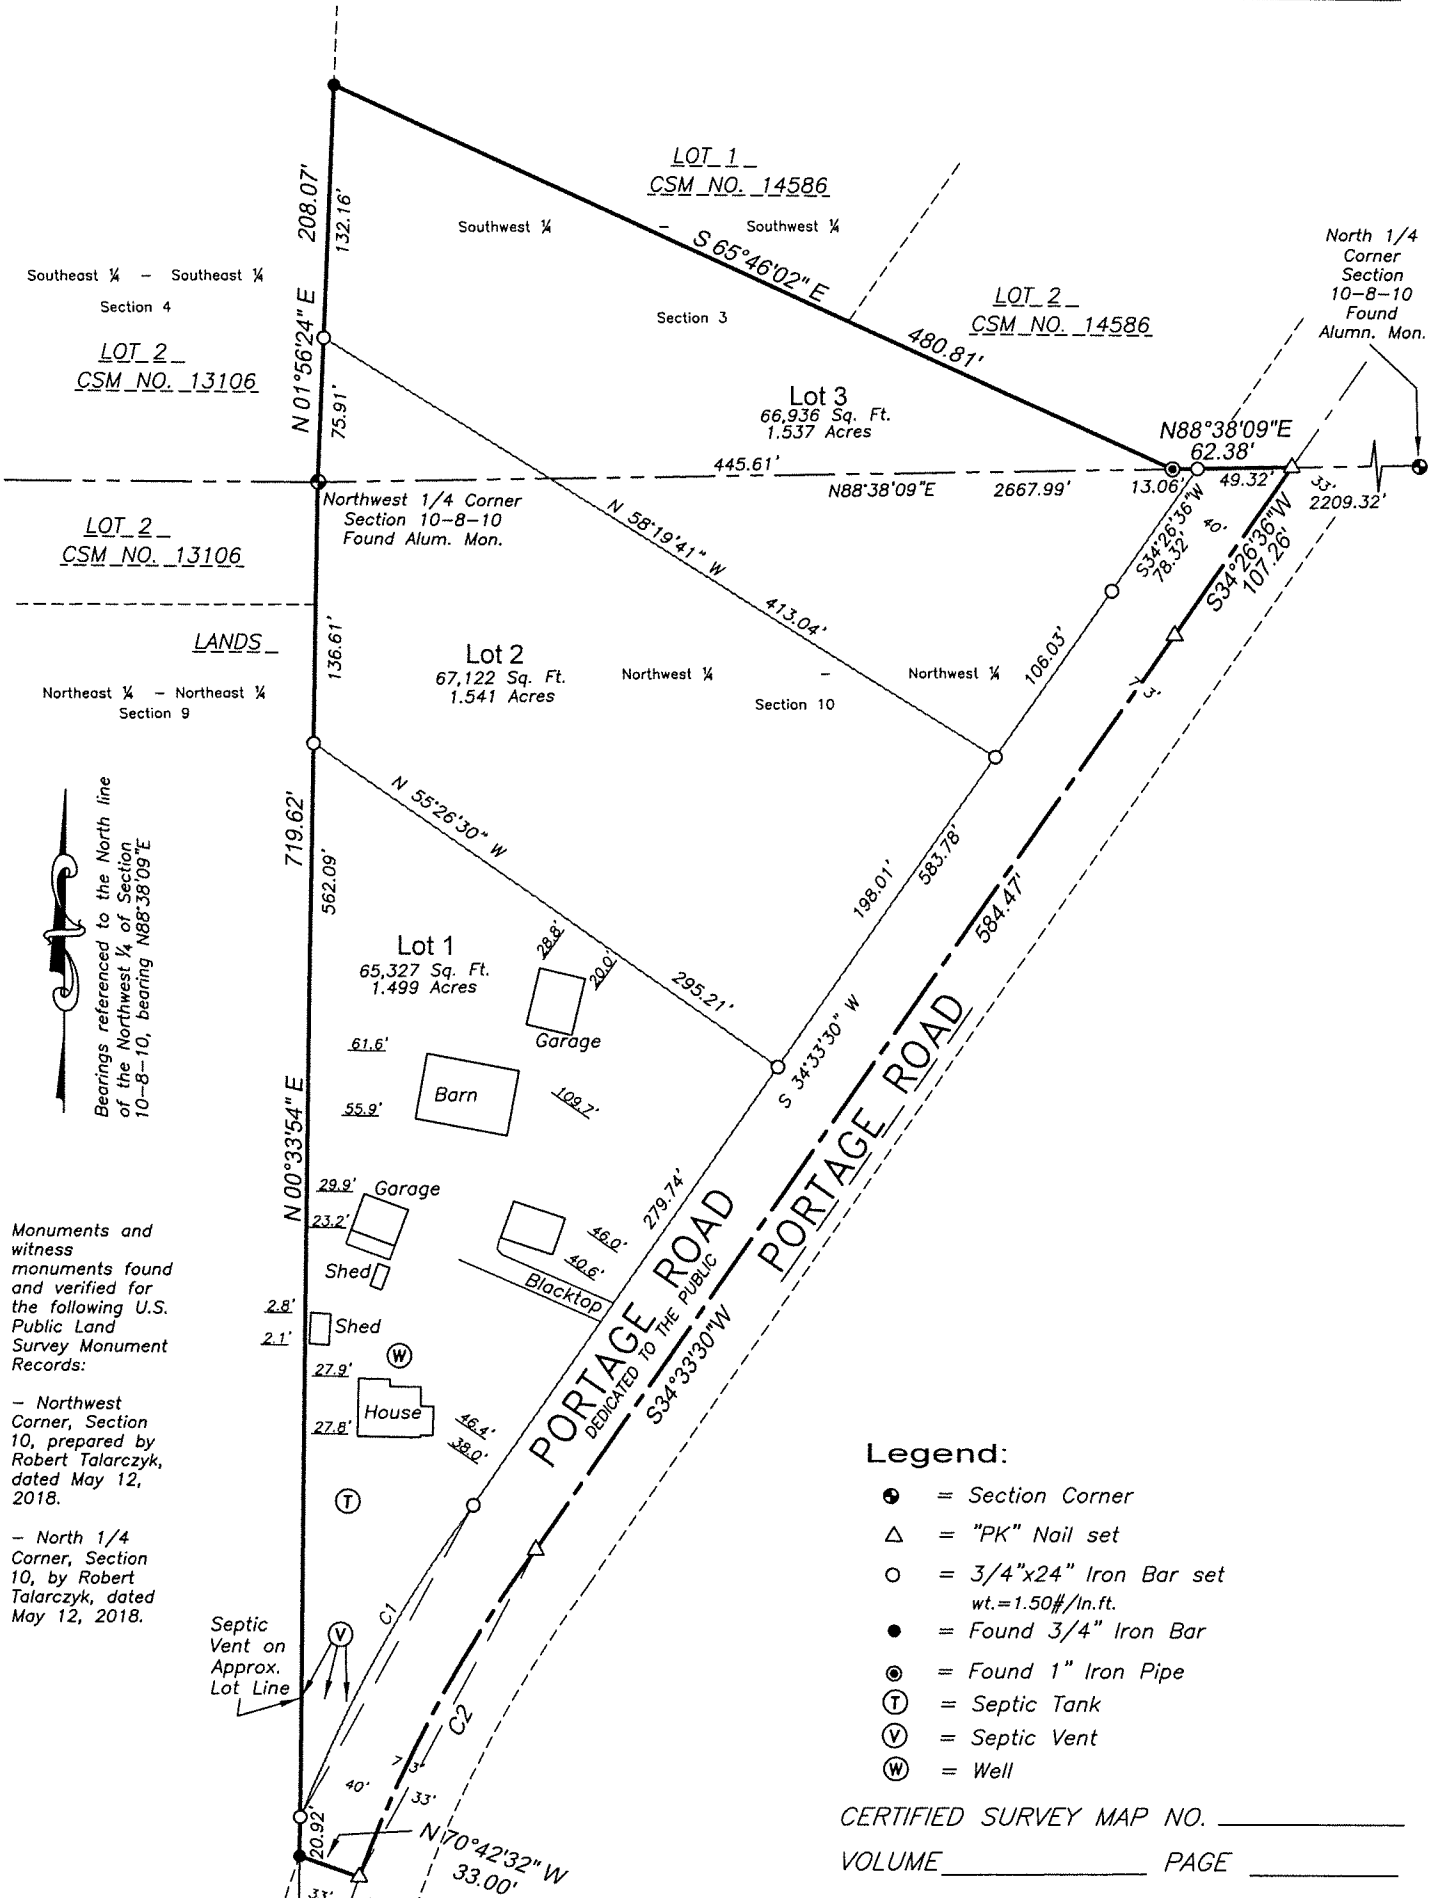 LOT 1
CSM NO. 14586
Southwest ¼ – Southwest ¼
208.07'
132.16'
S 65°46'02" E
480.81'
North 1/4
Corner
Section
10-8-10
Found
Alumn. Mon.
Southeast ¼ – Southeast ¼
Section 4
Section 3
LOT 2
CSM NO. 14586
LOT 2
CSM NO. 13106
N 01°56'24" E
75.91'
Lot 3
66,936 Sq. Ft.
1.537 Acres
N88°38'09"E
62.38'
445.61'
N88°38'09"E 2667.99'
13.06'
49.32'
33'
2209.32'
Northwest 1/4 Corner
Section 10-8-10
Found Alum. Mon.
LOT 2
CSM NO. 13106
N 58°19'41" W
413.04'
S34°26'36"W
78.32'
40'
S34°26'36"W
107.26'
LANDS
136.61'
Lot 2
67,122 Sq. Ft.
1.541 Acres
Northwest ¼ – Northwest ¼
Section 10
106.03'
7'
3'
Northeast ¼ – Northeast ¼
Section 9
Bearings referenced to the North line
of the Northwest ¼ of Section
10-8-10, bearing N88°38'09"E
719.62'
562.09'
N 55°26'30" W
295.21'
198.01'
583.78'
584.47'
Lot 1
65,327 Sq. Ft.
1.499 Acres
28.8'
20.0'
Garage
61.6'
Barn
55.9'
109.7'
S 34°33'30" W
PORTAGE ROAD
N 00°33'54" E
29.9'
Garage
23.2'
279.74'
46.0'
40.6'
Shed
Blacktop
PORTAGE ROAD
DEDICATED TO THE PUBLIC
S34°33'30"W
2.8'
2.1'
Shed
W
27.9'
House
27.8'
46.4'
38.0'
T
Monuments and
witness
monuments found
and verified for
the following U.S.
Public Land
Survey Monument
Records:
– Northwest
Corner, Section
10, prepared by
Robert Talarczyk,
dated May 12,
2018.
– North 1/4
Corner, Section
10, by Robert
Talarczyk, dated
May 12, 2018.
Septic
Vent on
Approx.
Lot Line
V
C1
C2
7'
3'
40'
33'
20.92'
N 70°42'32" W
33.00'
33'
Legend:
= Section Corner
= "PK" Nail set
= 3/4"x24" Iron Bar set
wt.=1.50#/ln.ft.
= Found 3/4" Iron Bar
= Found 1" Iron Pipe
T = Septic Tank
V = Septic Vent
W = Well
CERTIFIED SURVEY MAP NO.
VOLUME PAGE